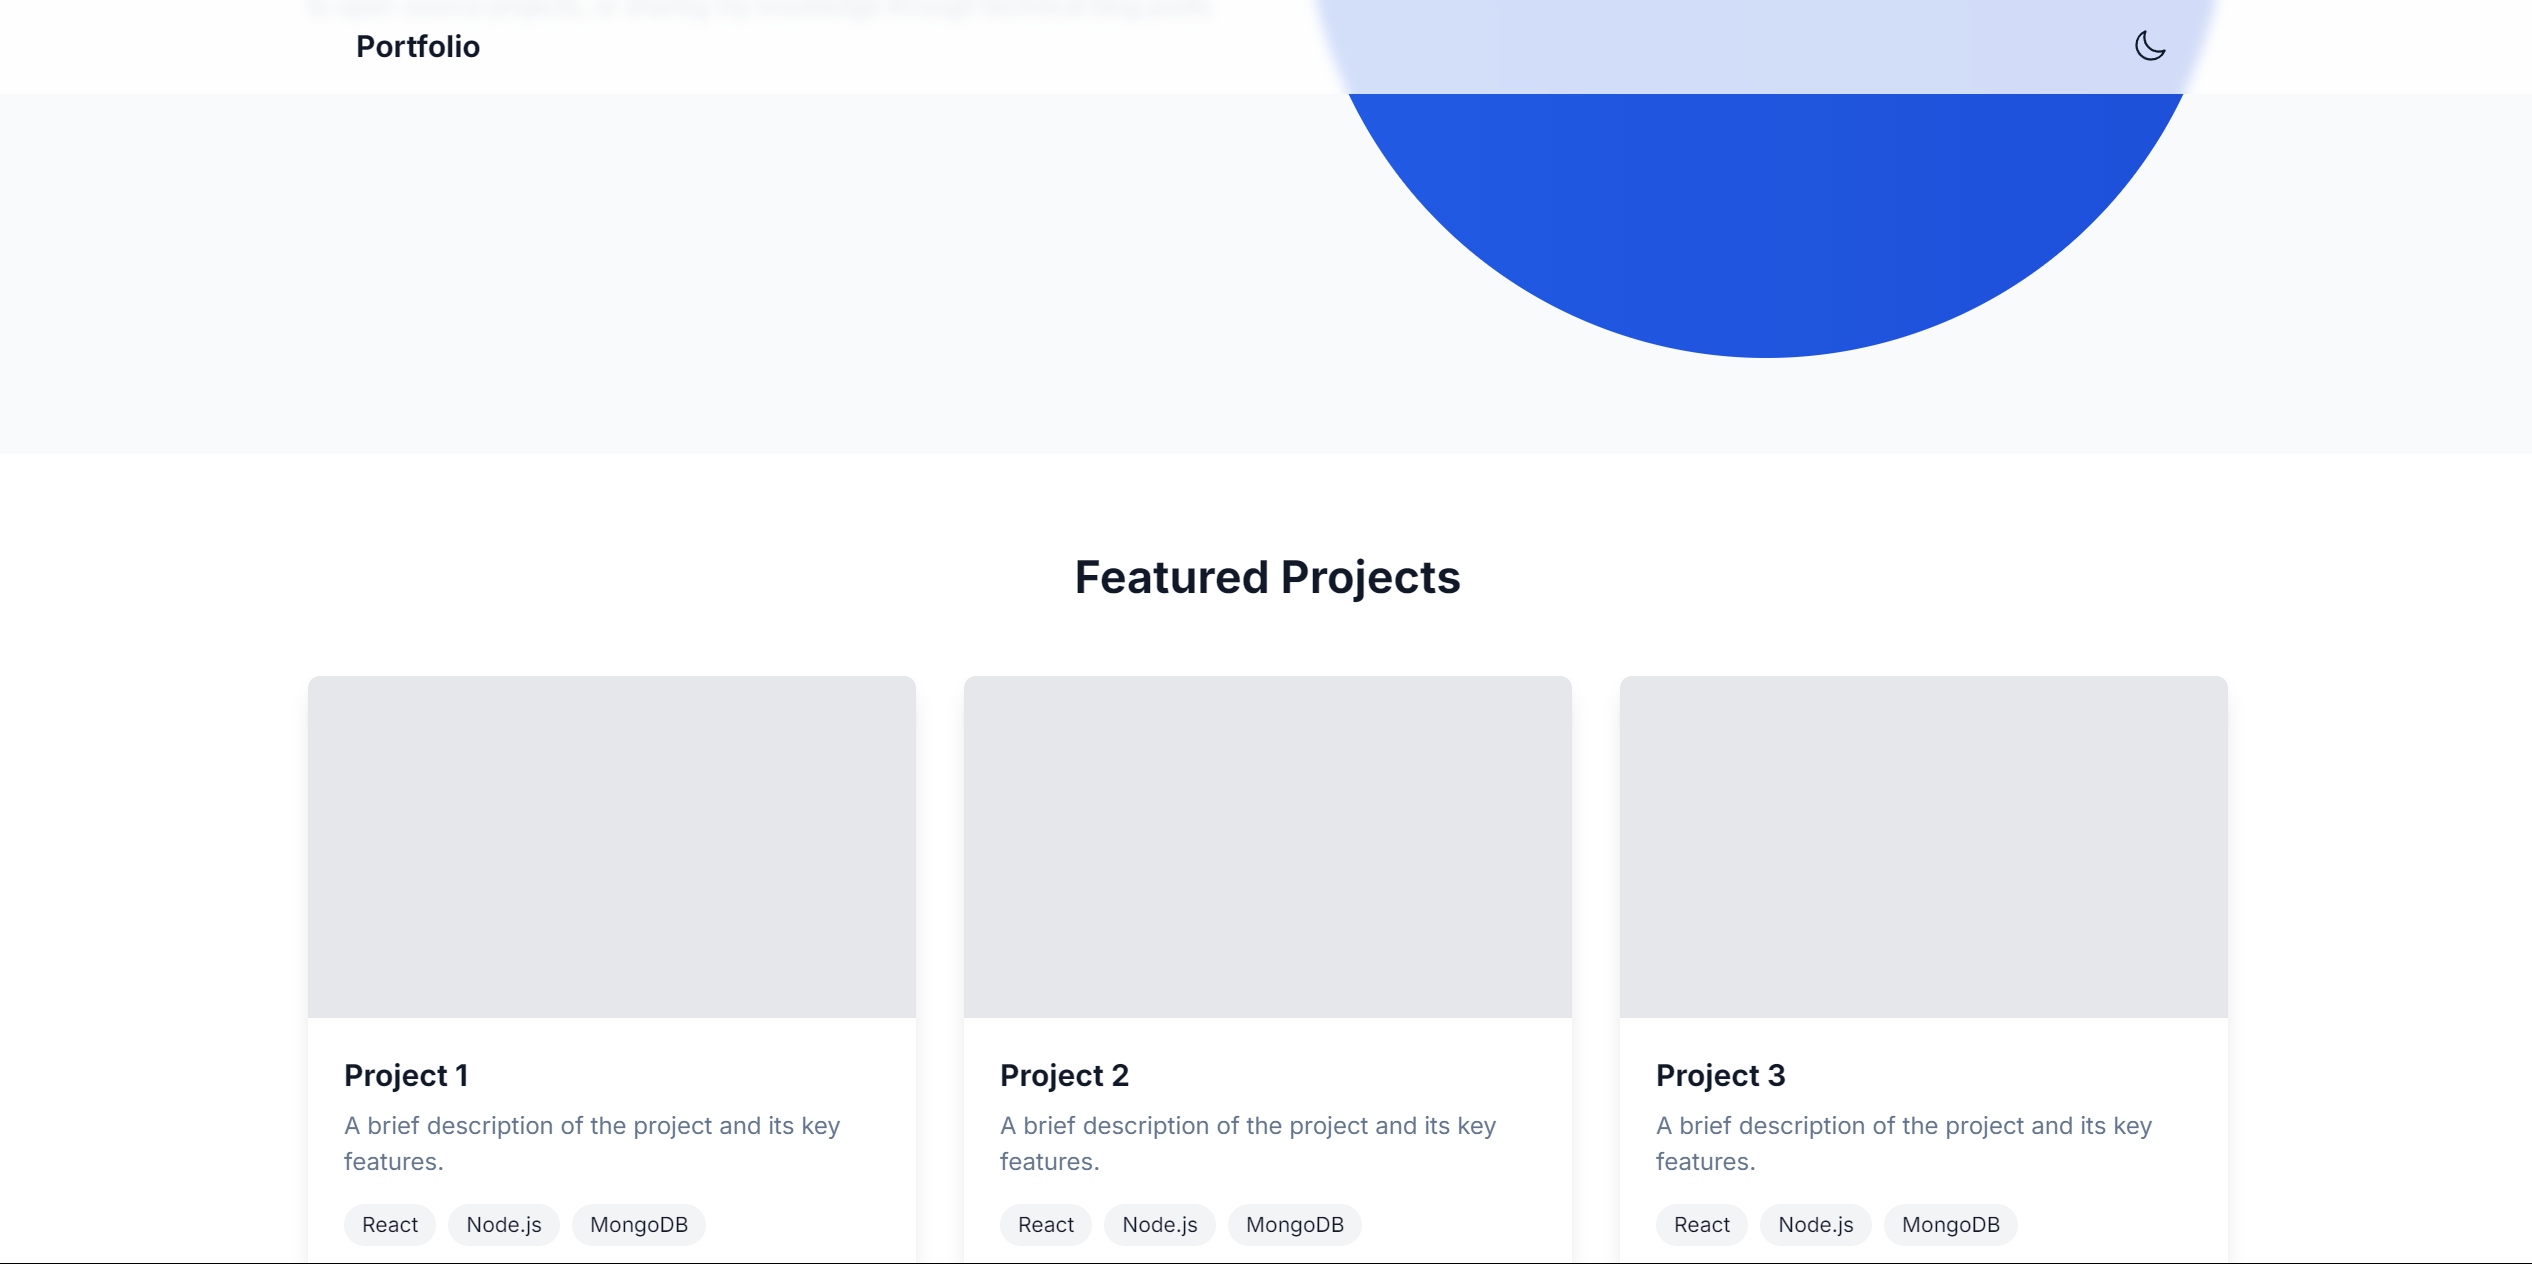 Portfolio
Featured Projects
Project 1
A brief description of the project and its key
features.
React Node.js MongoDB
Project 2
A brief description of the project and its key
features.
React Node.js MongoDB
Project 3
A brief description of the project and its key
features.
React Node.js MongoDB